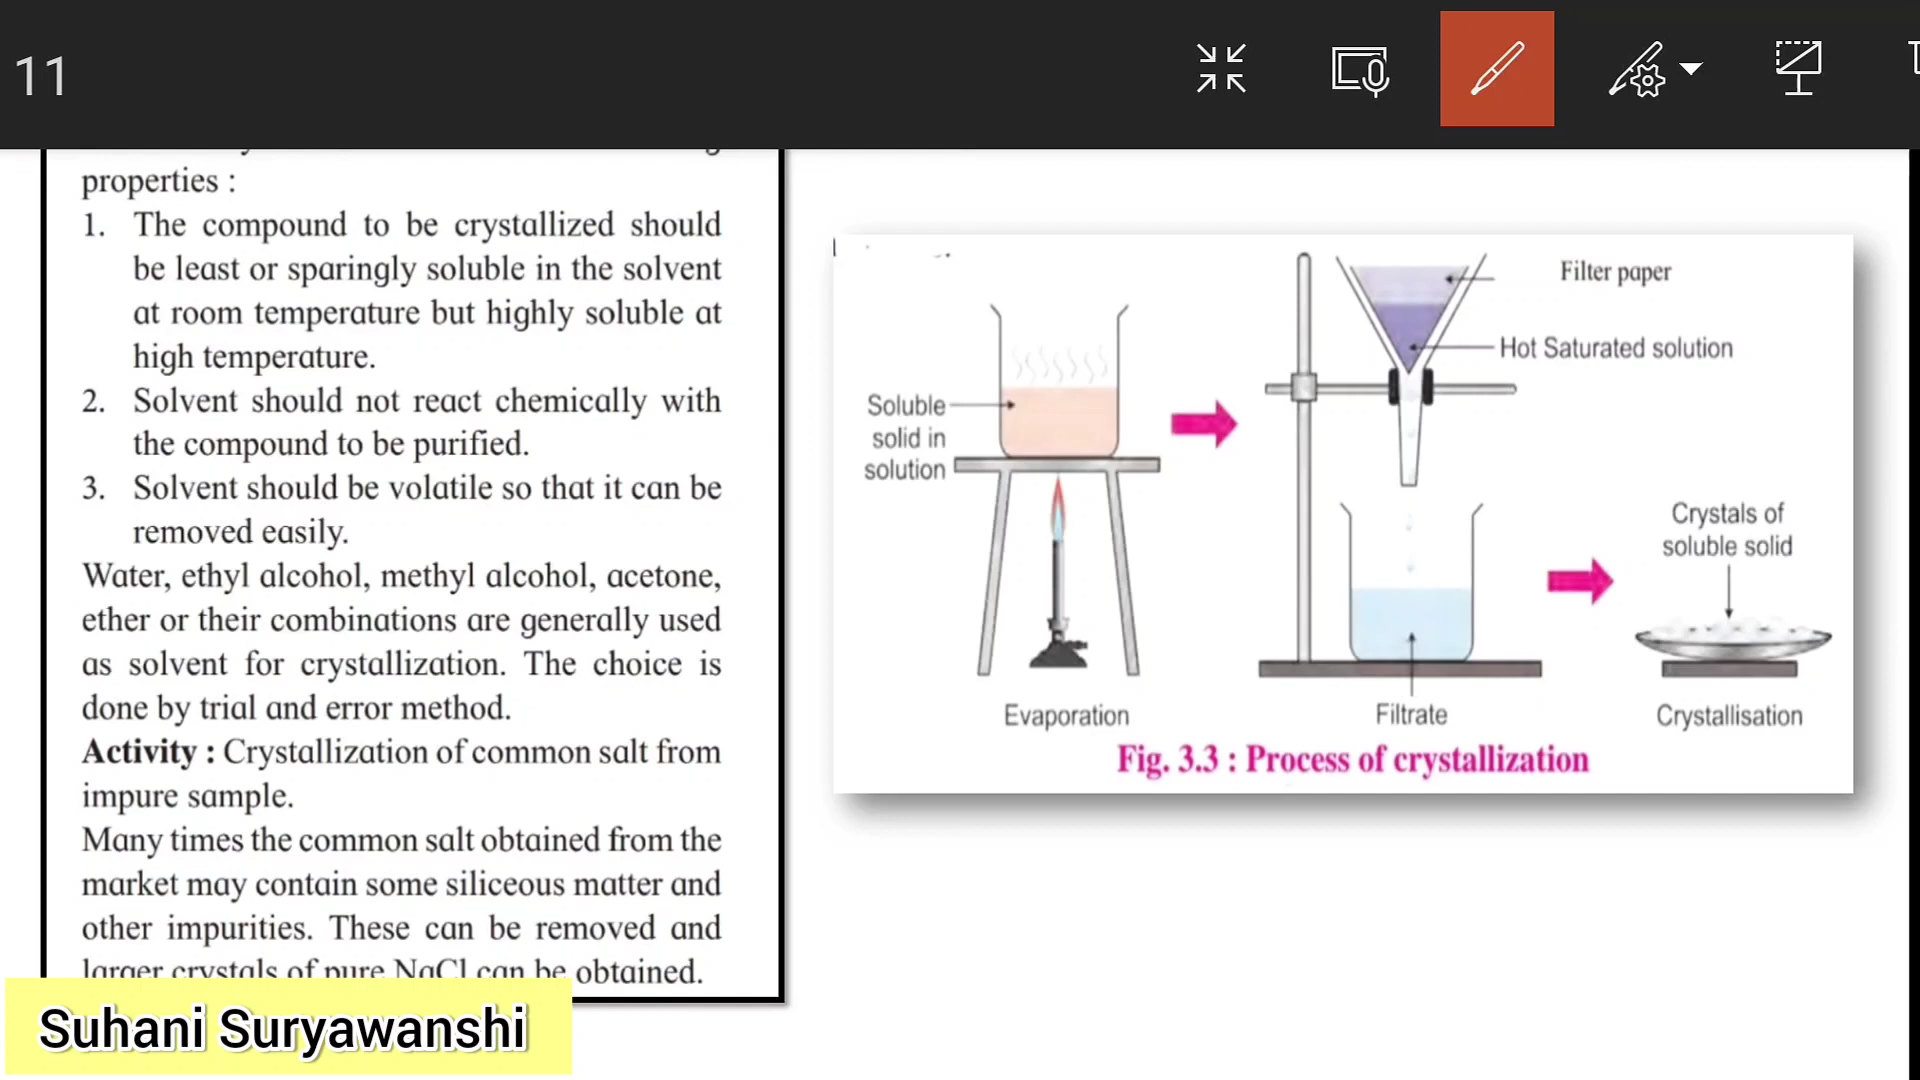 11
properties :
1. The compound to be crystallized should
be least or sparingly soluble in the solvent
at room temperature but highly soluble at
high temperature.
2. Solvent should not react chemically with
the compound to be purified.
3. Solvent should be volatile so that it can be
removed easily.
Water, ethyl alcohol, methyl alcohol, acetone,
ether or their combinations are generally used
as solvent for crystallization. The choice is
done by trial and error method.
Activity : Crystallization of common salt from
impure sample.
Many times the common salt obtained from the
market may contain some siliceous matter and
other impurities. These can be removed and
larger crystals of pure NaCl can be obtained.
Suhani Suryawanshi
Filter paper
Hot Saturated solution
Soluble
solid in
solution
Crystals of
soluble solid
Evaporation
Filtrate
Crystallisation
Fig. 3.3 : Process of crystallization